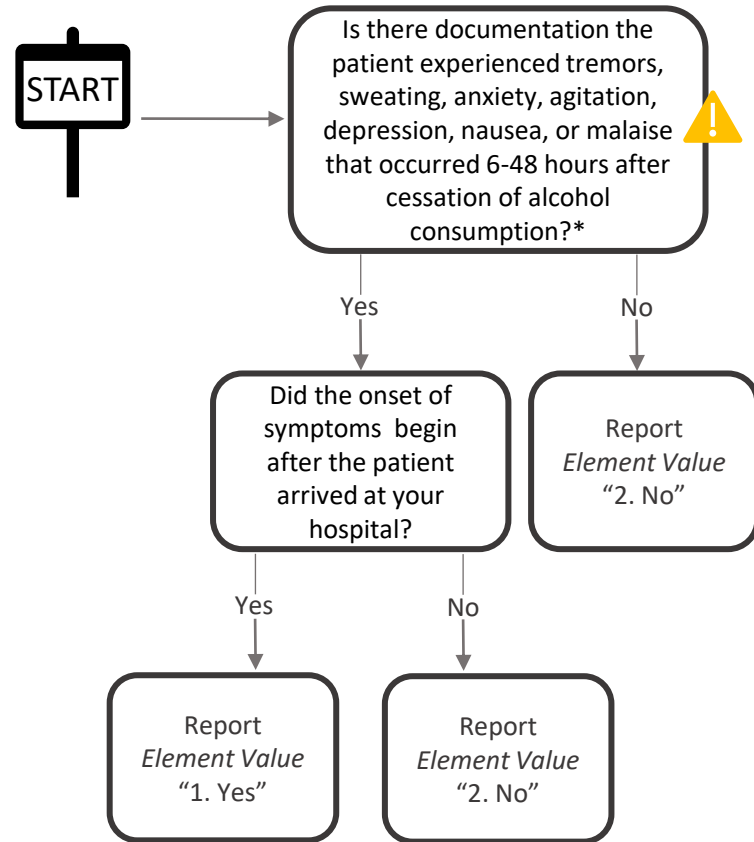 START
Is there documentation the
patient experienced tremors,
sweating, anxiety, agitation,
depression, nausea, or malaise
that occurred 6-48 hours after
cessation of alcohol
consumption?*
!
Yes
No
Did the onset of
symptoms begin
after the patient
arrived at your
hospital?
Report
Element Value
“2. No”
Yes
No
Report
Element Value
“1. Yes”
Report
Element Value
“2. No”